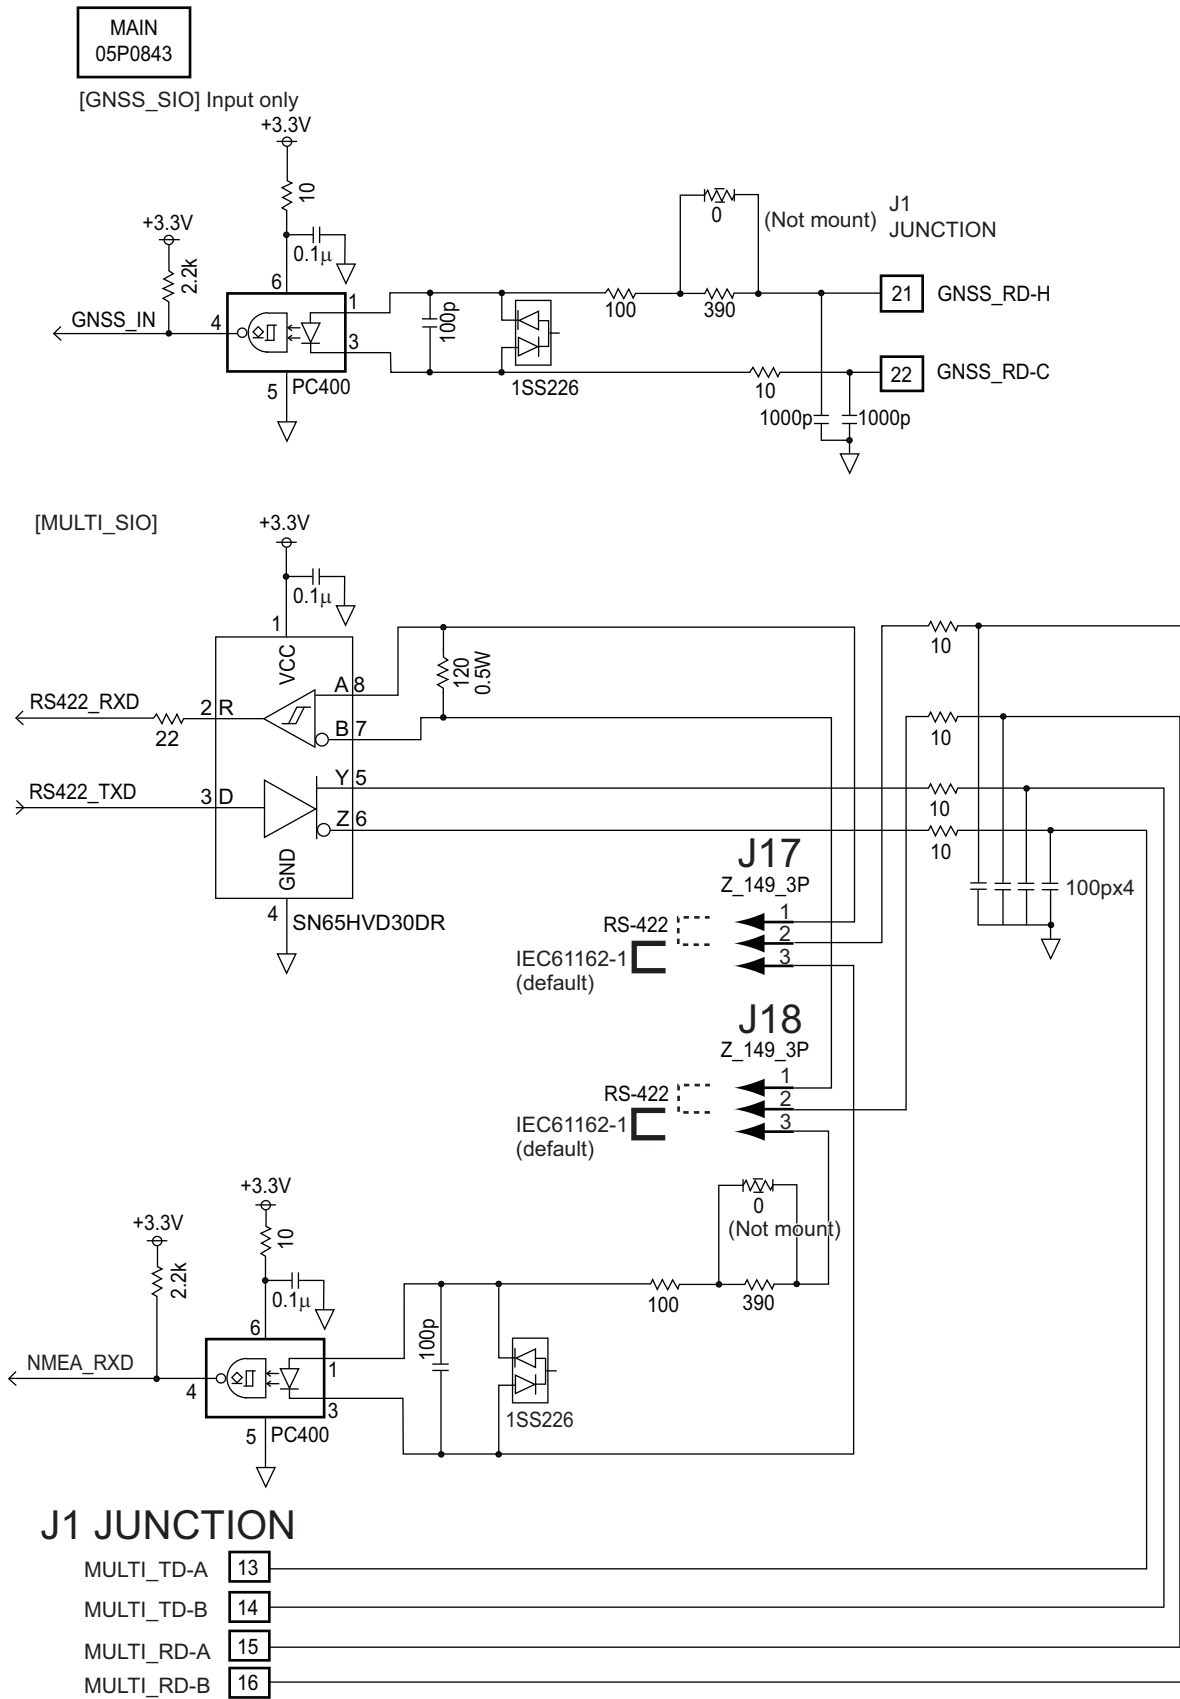 MAIN
05P0843
[GNSS_SIO] Input only
+3.3V
10
0.1μ
+3.3V
2.2k
GNSS_IN
4
6
1
3
5
PC400
100p
1SS226
100
0
(Not mount)
390
J1
JUNCTION
21
GNSS_RD-H
10
22
GNSS_RD-C
1000p
1000p
[MULTI_SIO]
+3.3V
0.1μ
1
VCC
RS422_RXD
22
2
R
A
8
B
7
120
0.5W
RS422_TXD
3
D
Y
5
Z
6
GND
4
SN65HVD30DR
10
10
10
10
100px4
J17
Z_149_3P
RS-422
IEC61162-1
(default)
1
2
3
J18
Z_149_3P
RS-422
IEC61162-1
(default)
1
2
3
0
(Not mount)
100
390
+3.3V
10
0.1μ
+3.3V
2.2k
NMEA_RXD
4
6
1
3
5
PC400
100p
1SS226
J1 JUNCTION
MULTI_TD-A
13
MULTI_TD-B
14
MULTI_RD-A
15
MULTI_RD-B
16